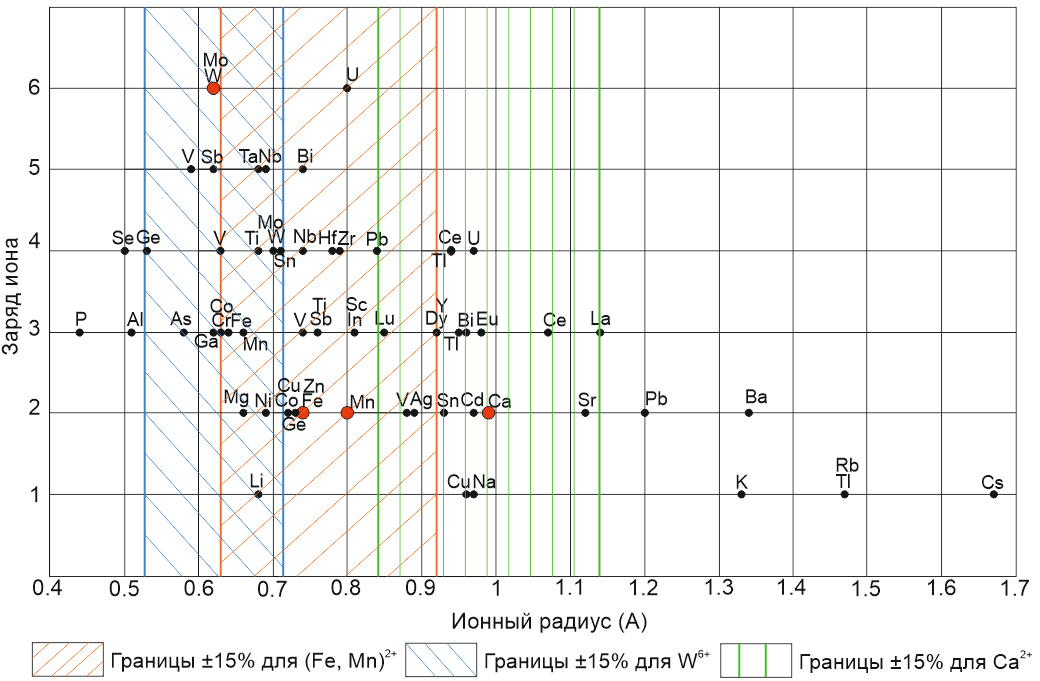 Заряд иона
6
Mo
W
U
5
V Sb Ta Nb Bi
4
Se Ge V Ti Mo W Sn Nb Hf Zr Pb Ce Tl U
3
P Al As Co Ga Cr Fe Mn V Ti Sb Sc In Lu Y Dy Tl Bi Eu Ce La
2
Mg Ni Cu Co Ge Zn Fe Mn V Ag Sn Cd Ca Sr Pb Ba
1
Li Cu Na K Rb Tl Cs
0.4 0.5 0.6 0.7 0.8 0.9 1 1.1 1.2 1.3 1.4 1.5 1.6 1.7
Ионный радиус (А)
Границы ±15% для (Fe, Mn)²⁺ Границы ±15% для W⁶⁺ Границы ±15% для Ca²⁺